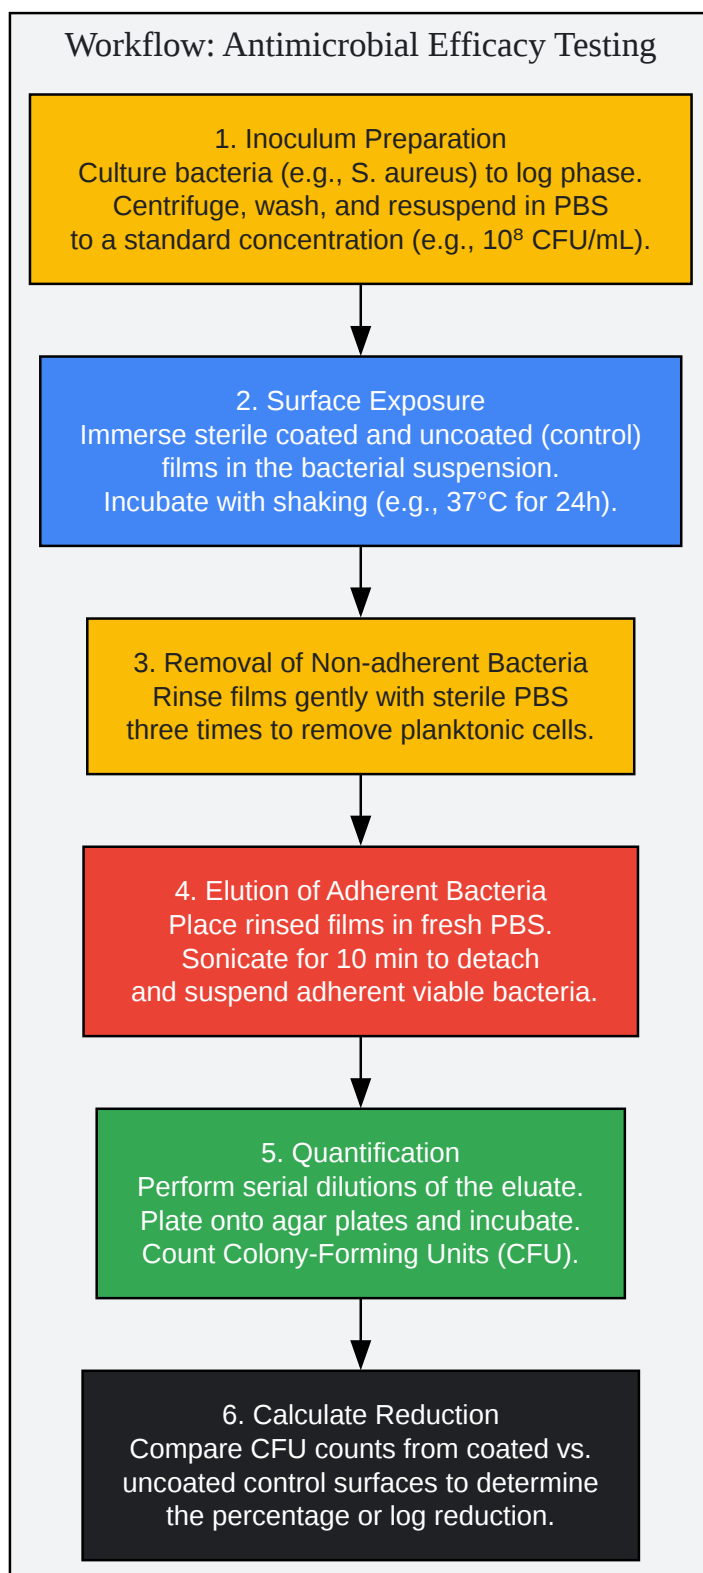 Workflow: Antimicrobial Efficacy Testing
1. Inoculum Preparation
Culture bacteria (e.g., S. aureus) to log phase.
Centrifuge, wash, and resuspend in PBS
to a standard concentration (e.g., 10⁸ CFU/mL).
2. Surface Exposure
Immerse sterile coated and uncoated (control)
films in the bacterial suspension.
Incubate with shaking (e.g., 37°C for 24h).
3. Removal of Non-adherent Bacteria
Rinse films gently with sterile PBS
three times to remove planktonic cells.
4. Elution of Adherent Bacteria
Place rinsed films in fresh PBS.
Sonicate for 10 min to detach
and suspend adherent viable bacteria.
5. Quantification
Perform serial dilutions of the eluate.
Plate onto agar plates and incubate.
Count Colony-Forming Units (CFU).
6. Calculate Reduction
Compare CFU counts from coated vs.
uncoated control surfaces to determine
the percentage or log reduction.